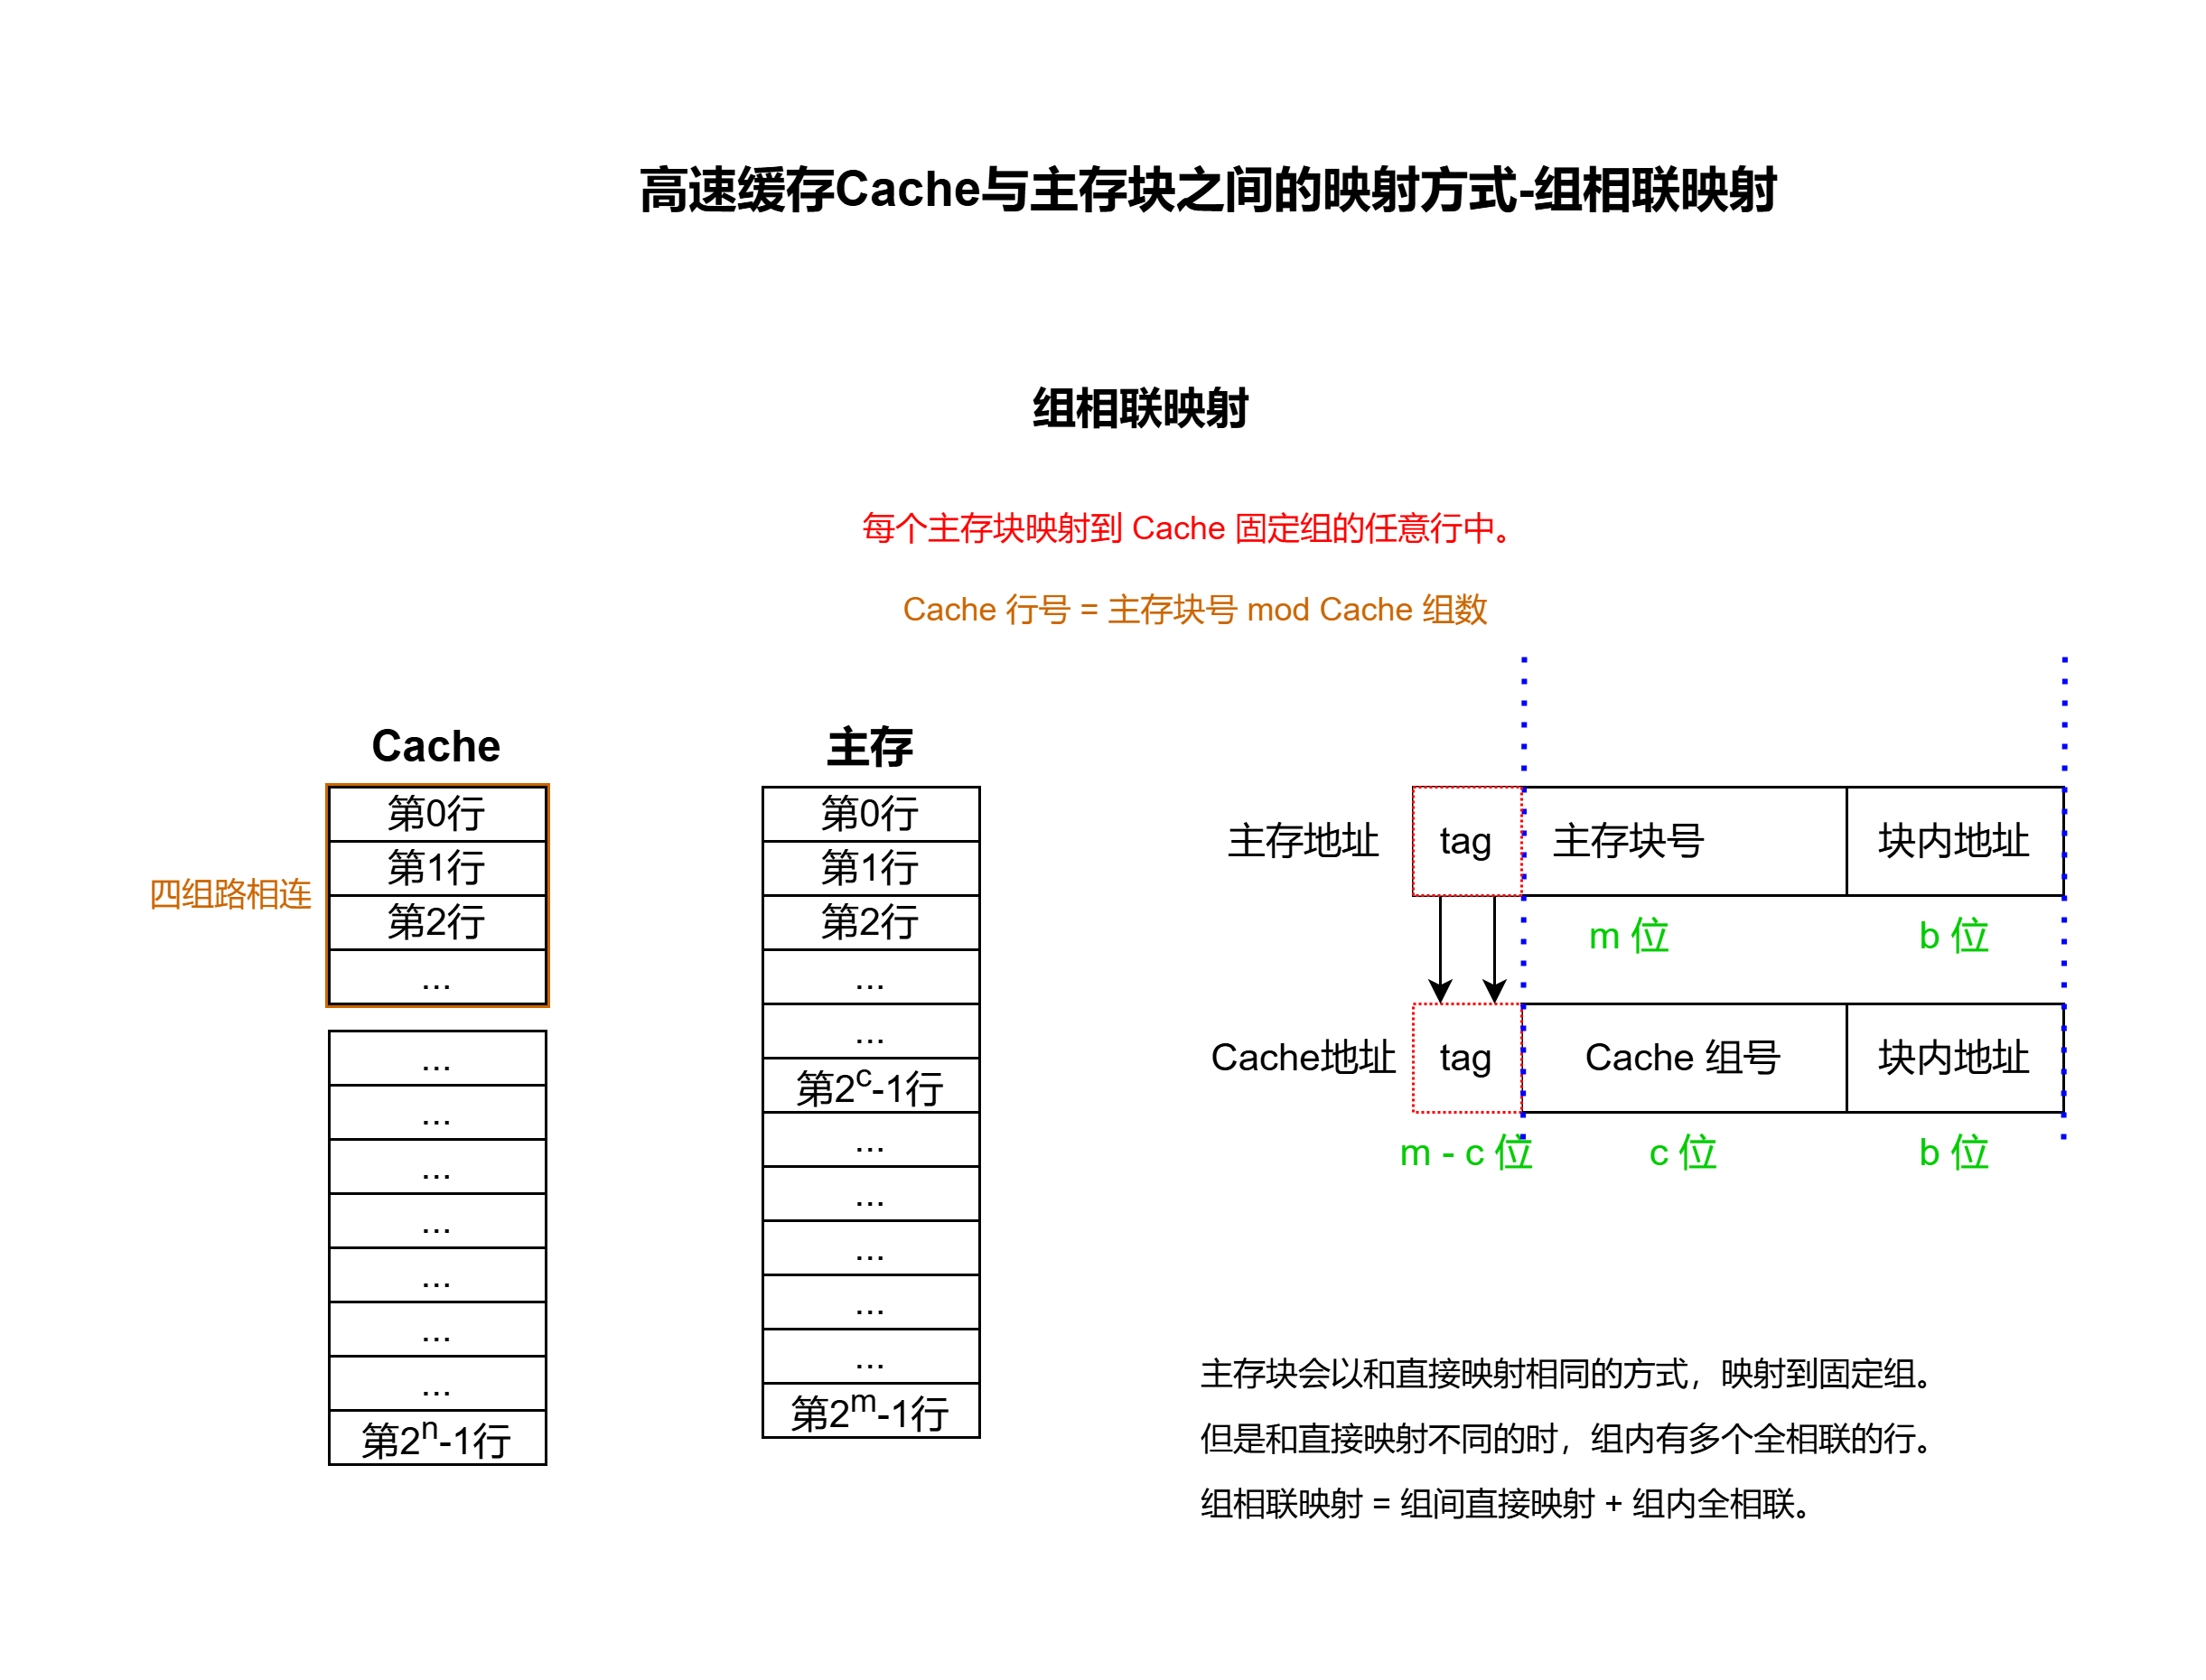 高速缓存Cache与主存块之间的映射方式-组相联映射
组相联映射
每个主存块映射到 Cache 固定组的任意行中。
Cache 行号 = 主存块号 mod Cache 组数
Cache
第0行
第1行
第2行
...
四组路相连
...
...
...
...
...
...
...
第2ⁿ-1行
主存
第0行
第1行
第2行
...
...
第2ᶜ-1行
...
...
...
...
...
第2ᵐ-1行
主存地址
tag
主存块号
块内地址
m 位
b 位
Cache地址
tag
Cache 组号
块内地址
m - c 位
c 位
b 位
主存块会以和直接映射相同的方式，映射到固定组。
但是和直接映射不同的时，组内有多个全相联的行。
组相联映射 = 组间直接映射 + 组内全相联。